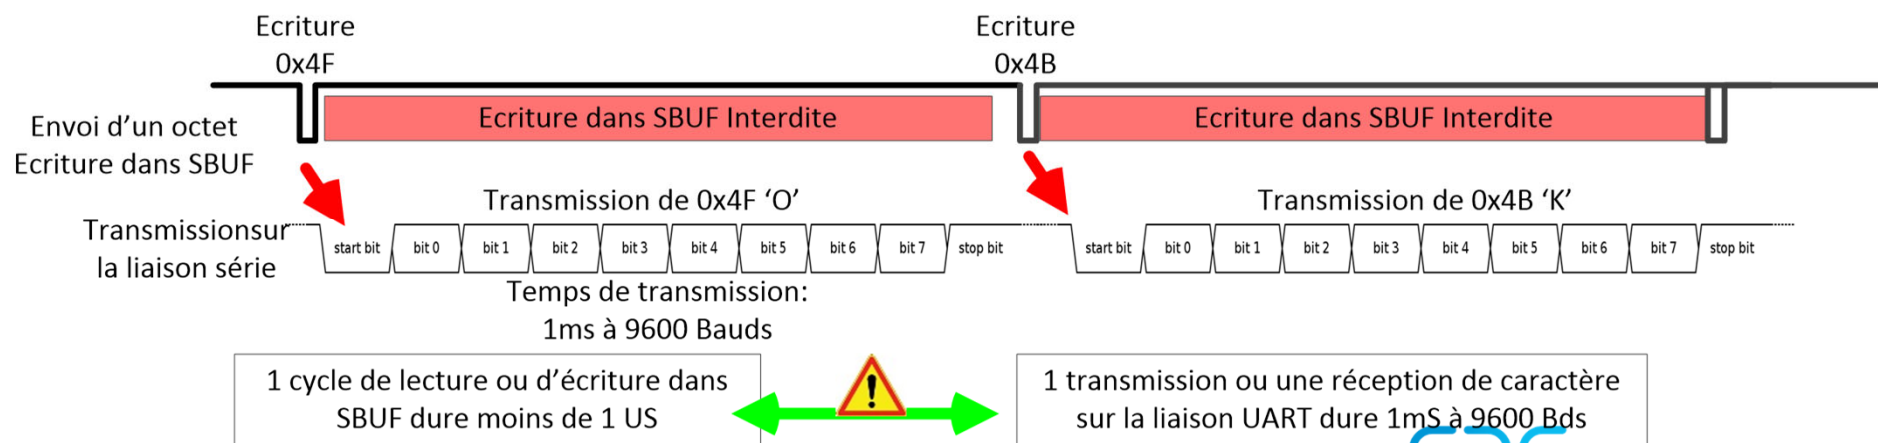 Ecriture
0x4F
Ecriture
0x4B
Envoi d’un octet
Ecriture dans SBUF
Ecriture dans SBUF Interdite
Ecriture dans SBUF Interdite
Transmission de 0x4F ‘O’
Transmission de 0x4B ‘K’
Transmissionsur
la liaison série
start bit bit 0 bit 1 bit 2 bit 3 bit 4 bit 5 bit 6 bit 7 stop bit
start bit bit 0 bit 1 bit 2 bit 3 bit 4 bit 5 bit 6 bit 7 stop bit
Temps de transmission:
1ms à 9600 Bauds
1 cycle de lecture ou d’écriture dans
SBUF dure moins de 1 US
!
1 transmission ou une réception de caractère
sur la liaison UART dure 1mS à 9600 Bds